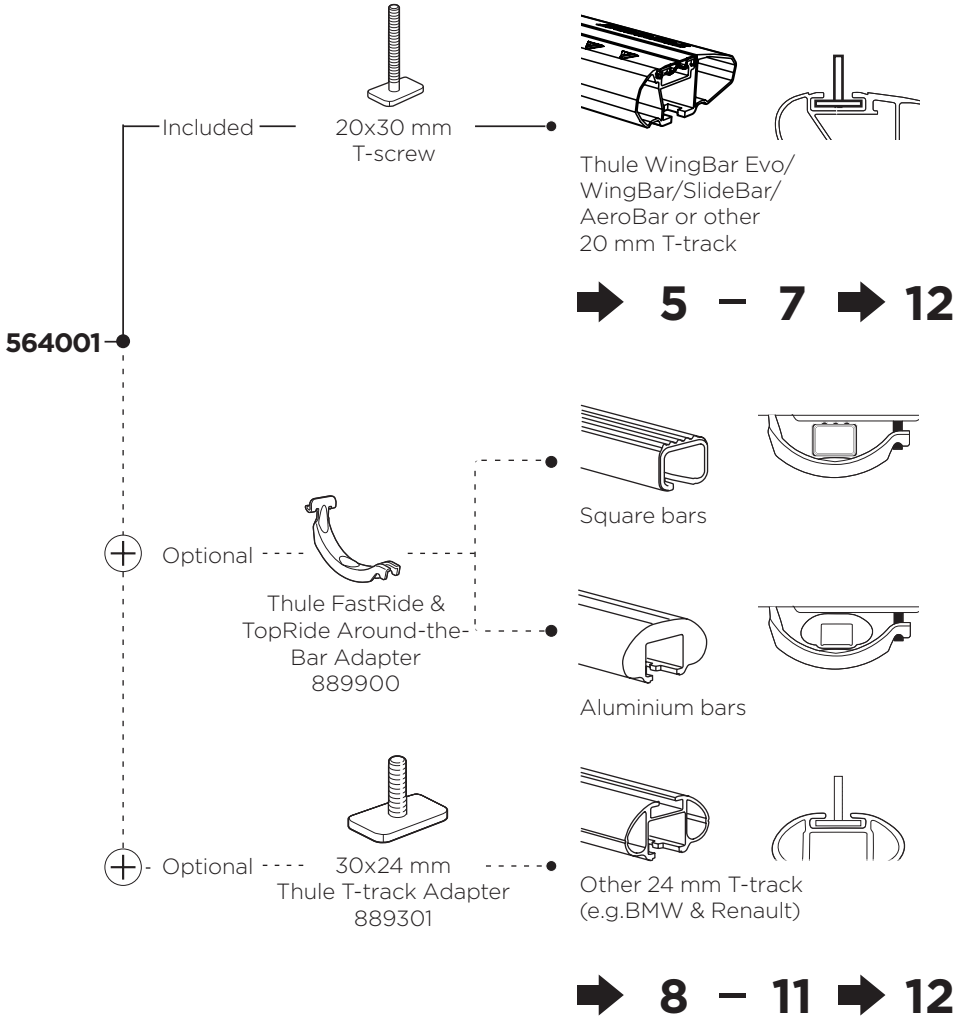 Included
20x30 mm
T-screw
Thule WingBar Evo/
WingBar/SlideBar/
AeroBar or other
20 mm T-track
5 – 7 12
564001
Square bars
Optional
Thule FastRide &
TopRide Around-the-
Bar Adapter
889900
Aluminium bars
Optional
30x24 mm
Thule T-track Adapter
889301
Other 24 mm T-track
(e.g.BMW & Renault)
8 – 11 12